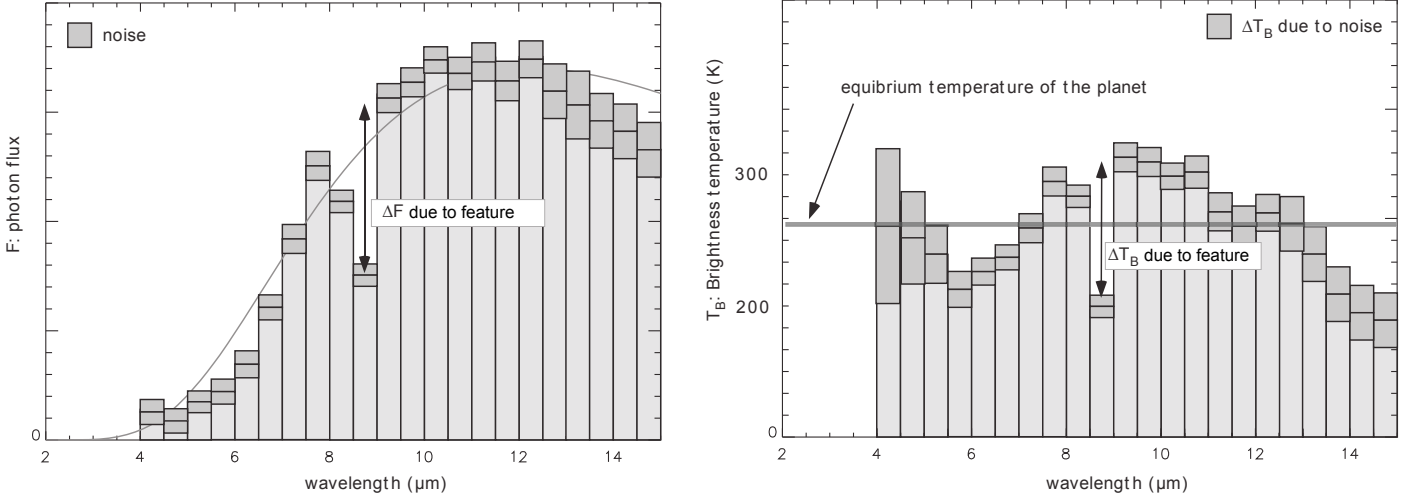 noise
F: photon flux
ΔF due to feature
0
2 4 6 8 10 12 14
wavelength (μm)
ΔT_B due to noise
equibrium temperature of the planet
T_B: Brightness temperature (K)
300
200
0
ΔT_B due to feature
2 4 6 8 10 12 14
wavelength (μm)